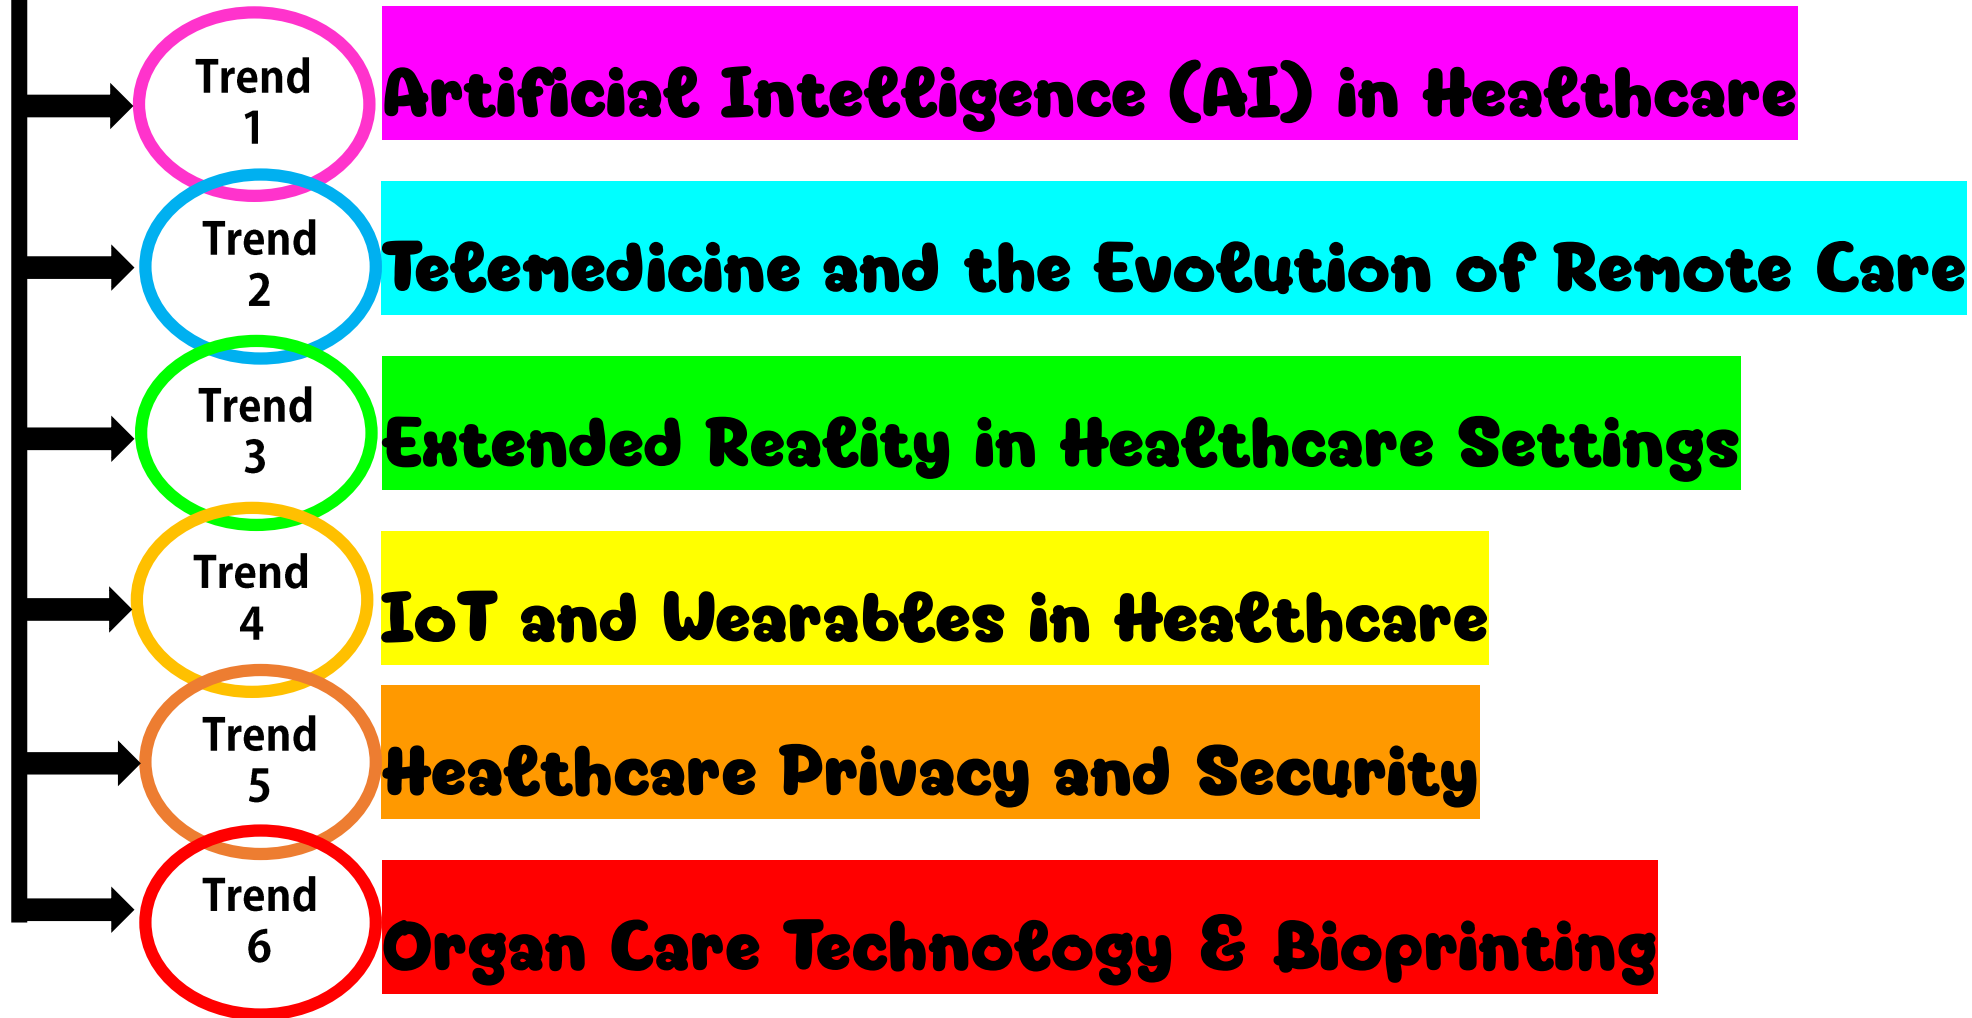 Trend
1
Artificial Intelligence (AI) in Healthcare
Trend
2
Telemedicine and the Evolution of Remote Care
Trend
3
Extended Reality in Healthcare Settings
Trend
4
IoT and Wearables in Healthcare
Trend
5
Healthcare Privacy and Security
Trend
6
Organ Care Technology & Bioprinting